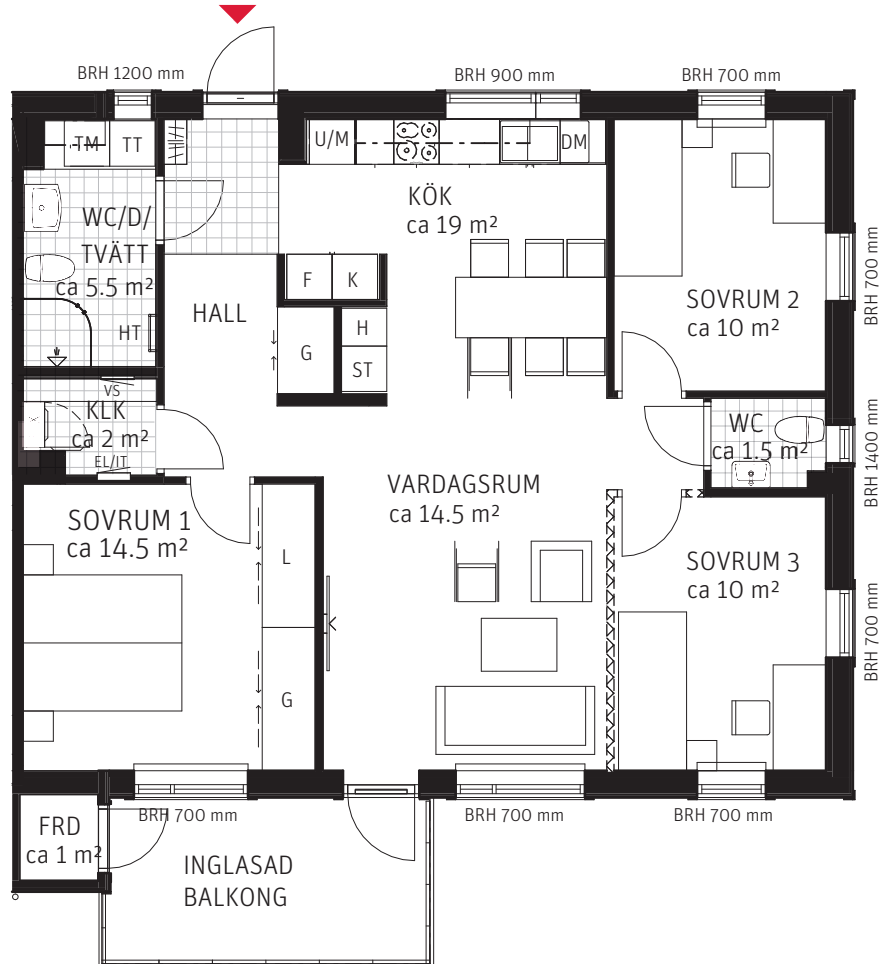 BRH 1200 mm
BRH 900 mm
BRH 700 mm
TM
TT
U/M
DM
WC/D/
TVÄTT
ca 5.5 m²
KÖK
ca 19 m²
BRH 700 mm
F
K
SOVRUM 2
ca 10 m²
HALL
HT
G
H
ST
VS
KLK
ca 2 m²
EL/IT
WC
ca 1.5 m²
BRH 1400 mm
VARDAGSRUM
ca 14.5 m²
SOVRUM 1
ca 14.5 m²
L
G
SOVRUM 3
ca 10 m²
BRH 700 mm
BRH 700 mm
BRH 700 mm
BRH 700 mm
FRD
ca 1 m²
INGLASAD
BALKONG